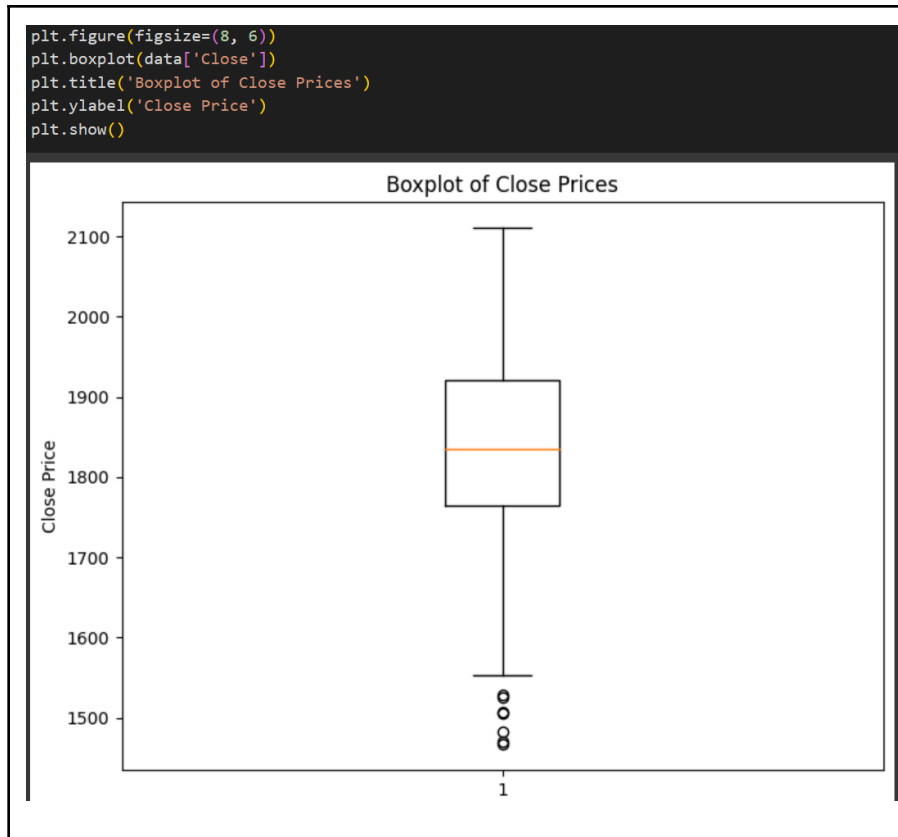 plt.figure(figsize=(8, 6))
plt.boxplot(data['Close'])
plt.title('Boxplot of Close Prices')
plt.ylabel('Close Price')
plt.show()
Boxplot of Close Prices
2100
2000
1900
1800
1700
1600
1500
Close Price
1